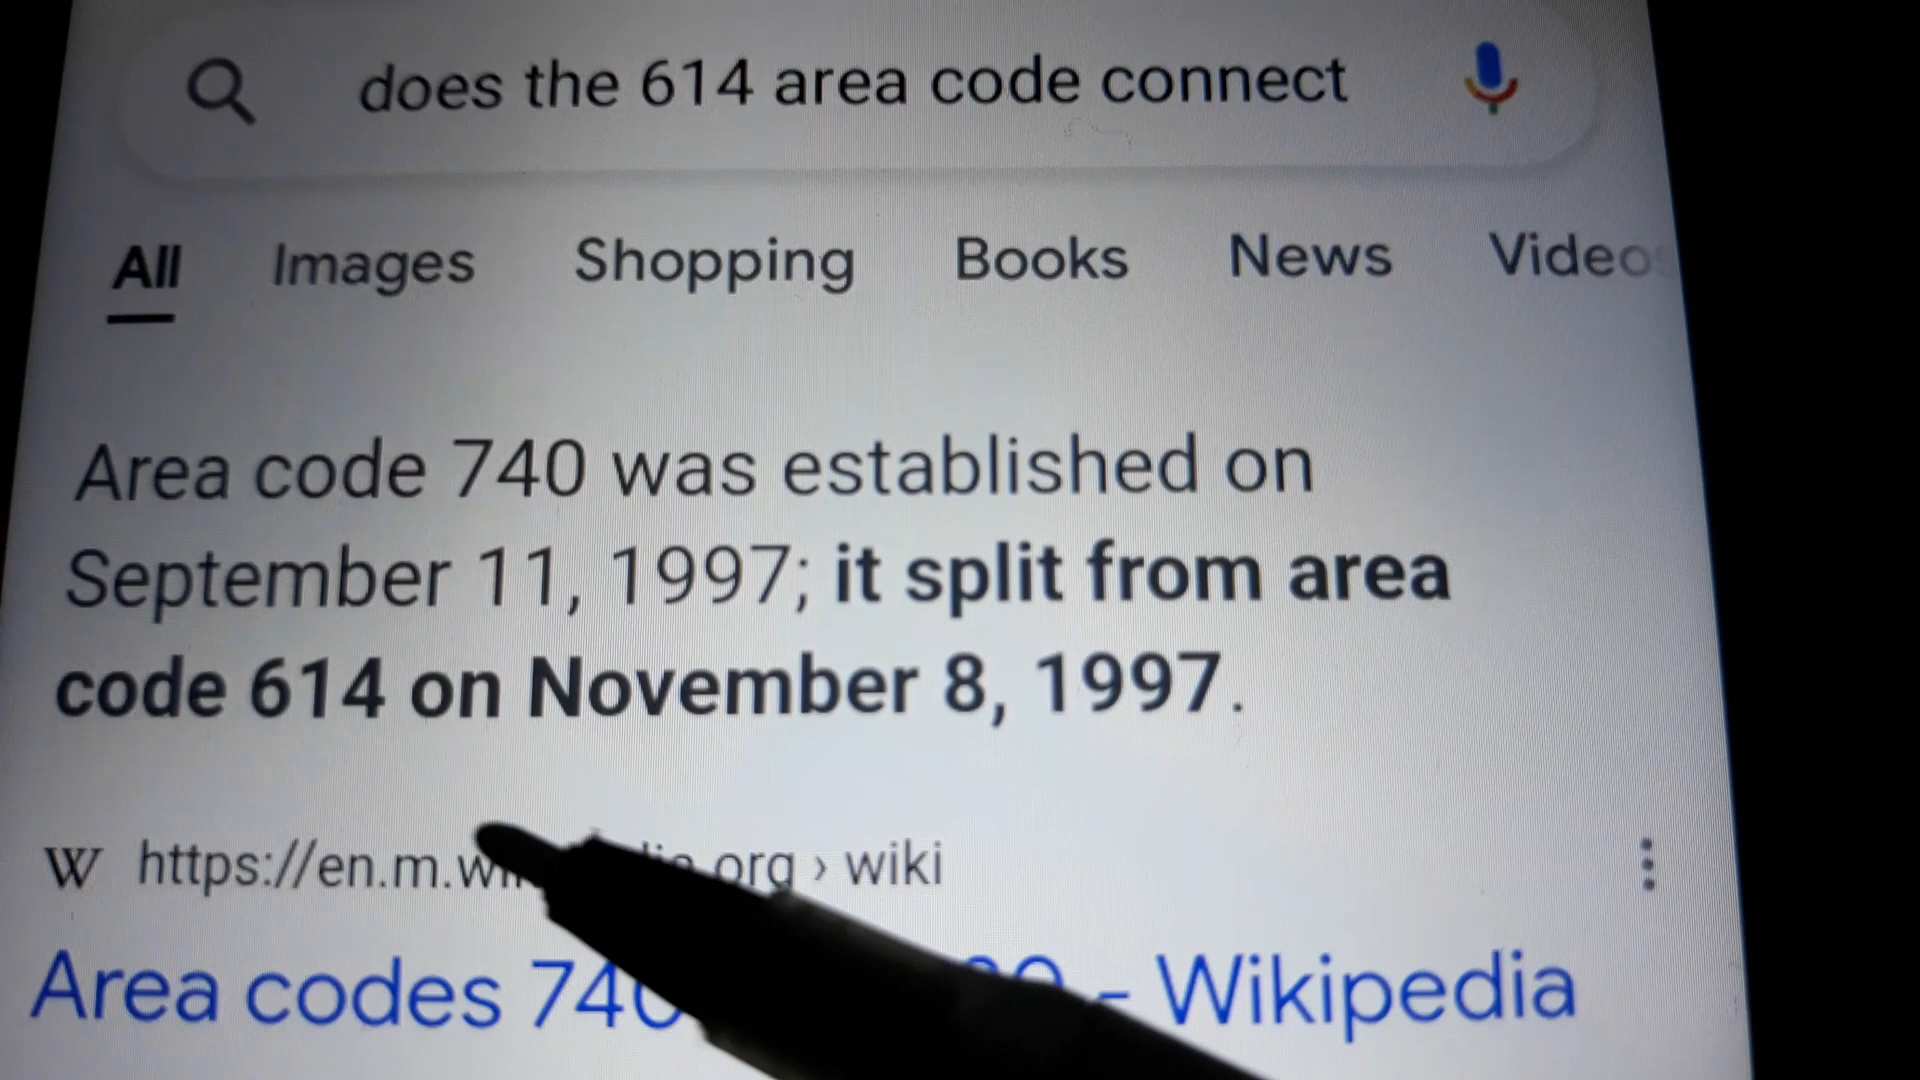 does the 614 area code connect
All Images Shopping Books News Videos
Area code 740 was established on
September 11, 1997; it split from area
code 614 on November 8, 1997.
W https://en.m. org › wiki
Area codes 740 - Wikipedia